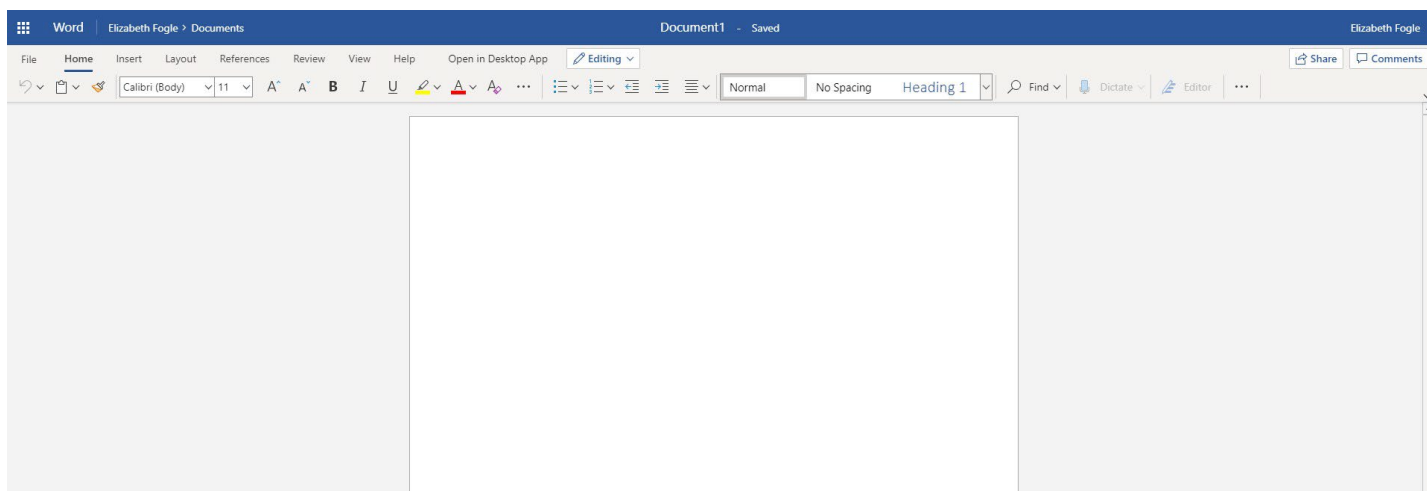 Word Elizabeth Fogle > Documents Document1 - Saved Elizabeth Fogle
File Home Insert Layout References Review View Help Open in Desktop App Editing Share Comments
Calibri (Body) 11 A A B I U A A Normal No Spacing Heading 1 Find Dictate Editor